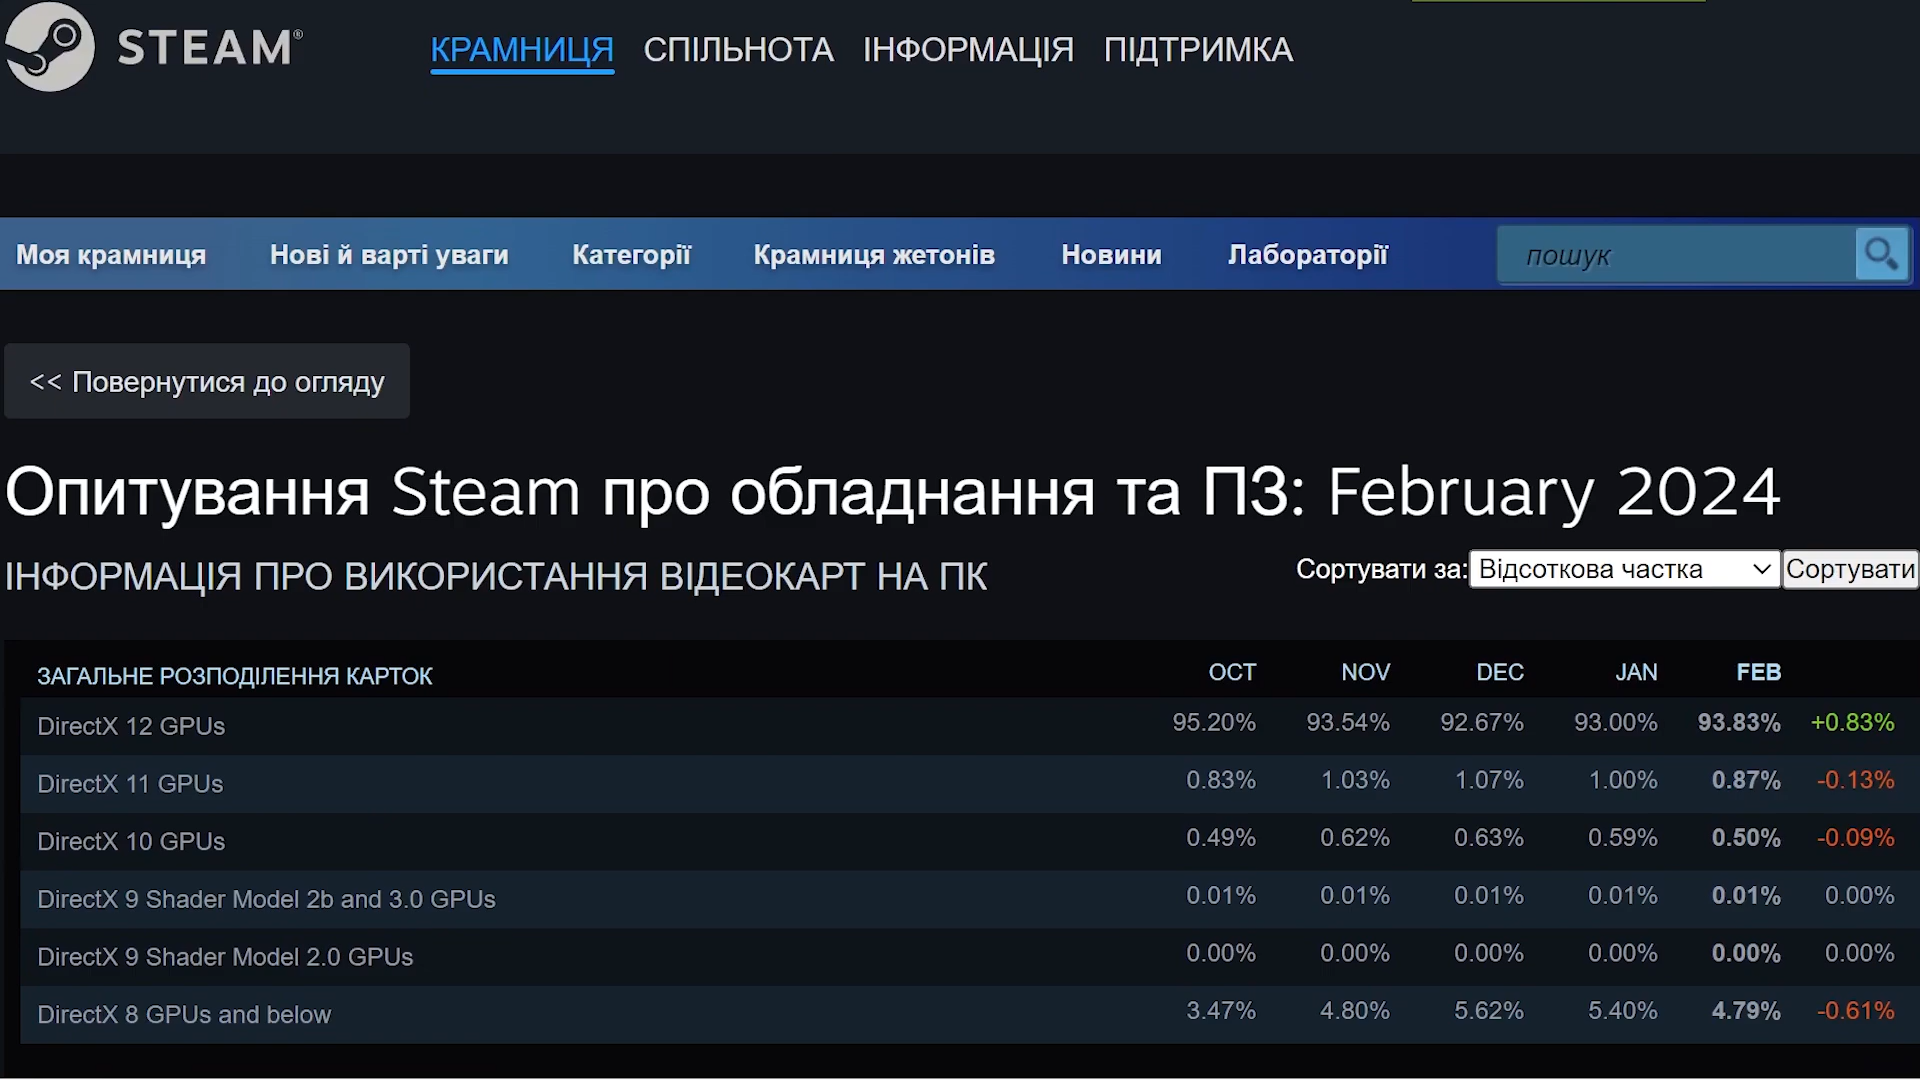 STEAM®
КРАМНИЦЯ СПІЛЬНОТА ІНФОРМАЦІЯ ПІДТРИМКА
Моя крамниця Нові й варті уваги Категорії Крамниця жетонів Новини Лабораторії пошук
<< Повернутися до огляду
Опитування Steam про обладнання та ПЗ: February 2024
ІНФОРМАЦІЯ ПРО ВИКОРИСТАННЯ ВІДЕОКАРТ НА ПК Сортувати за: Відсоткова частка Сортувати
ЗАГАЛЬНЕ РОЗПОДІЛЕННЯ КАРТОК OCT NOV DEC JAN FEB
DirectX 12 GPUs 95.20% 93.54% 92.67% 93.00% 93.83% +0.83%
DirectX 11 GPUs 0.83% 1.03% 1.07% 1.00% 0.87% -0.13%
DirectX 10 GPUs 0.49% 0.62% 0.63% 0.59% 0.50% -0.09%
DirectX 9 Shader Model 2b and 3.0 GPUs 0.01% 0.01% 0.01% 0.01% 0.01% 0.00%
DirectX 9 Shader Model 2.0 GPUs 0.00% 0.00% 0.00% 0.00% 0.00% 0.00%
DirectX 8 GPUs and below 3.47% 4.80% 5.62% 5.40% 4.79% -0.61%